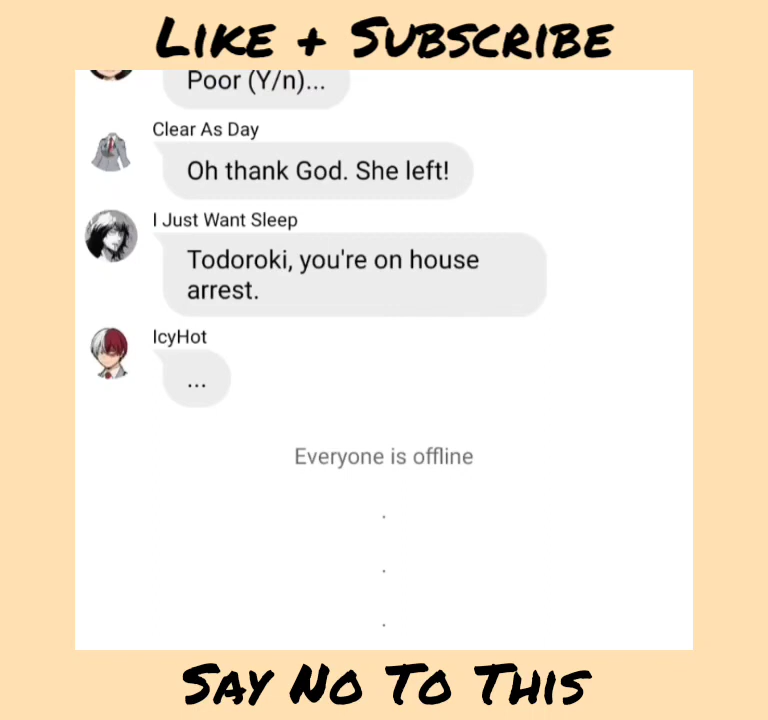 LIKE + SUBSCRIBE
Poor (Y/n)...
Clear As Day
Oh thank God. She left!
I Just Want Sleep
Todoroki, you're on house
arrest.
IcyHot
...
Everyone is offline
.
.
.
SAY NO TO THIS